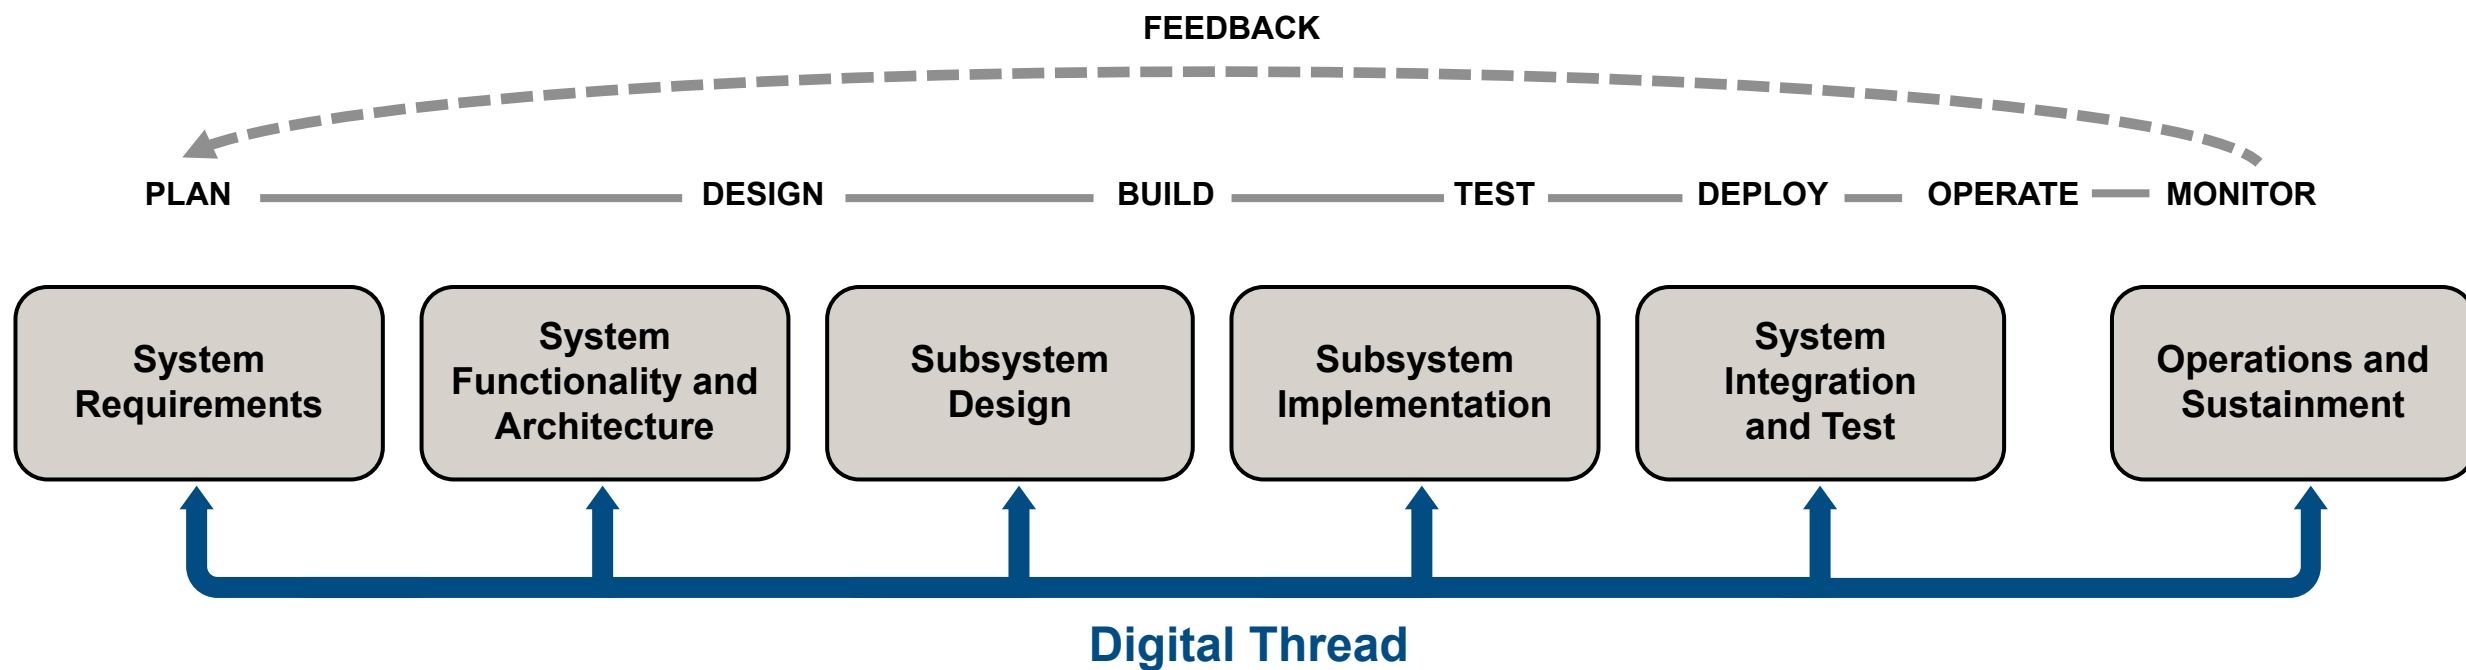 FEEDBACK
PLAN DESIGN BUILD TEST DEPLOY OPERATE MONITOR
System
Requirements
System
Functionality and
Architecture
Subsystem
Design
Subsystem
Implementation
System
Integration
and Test
Operations and
Sustainment
Digital Thread